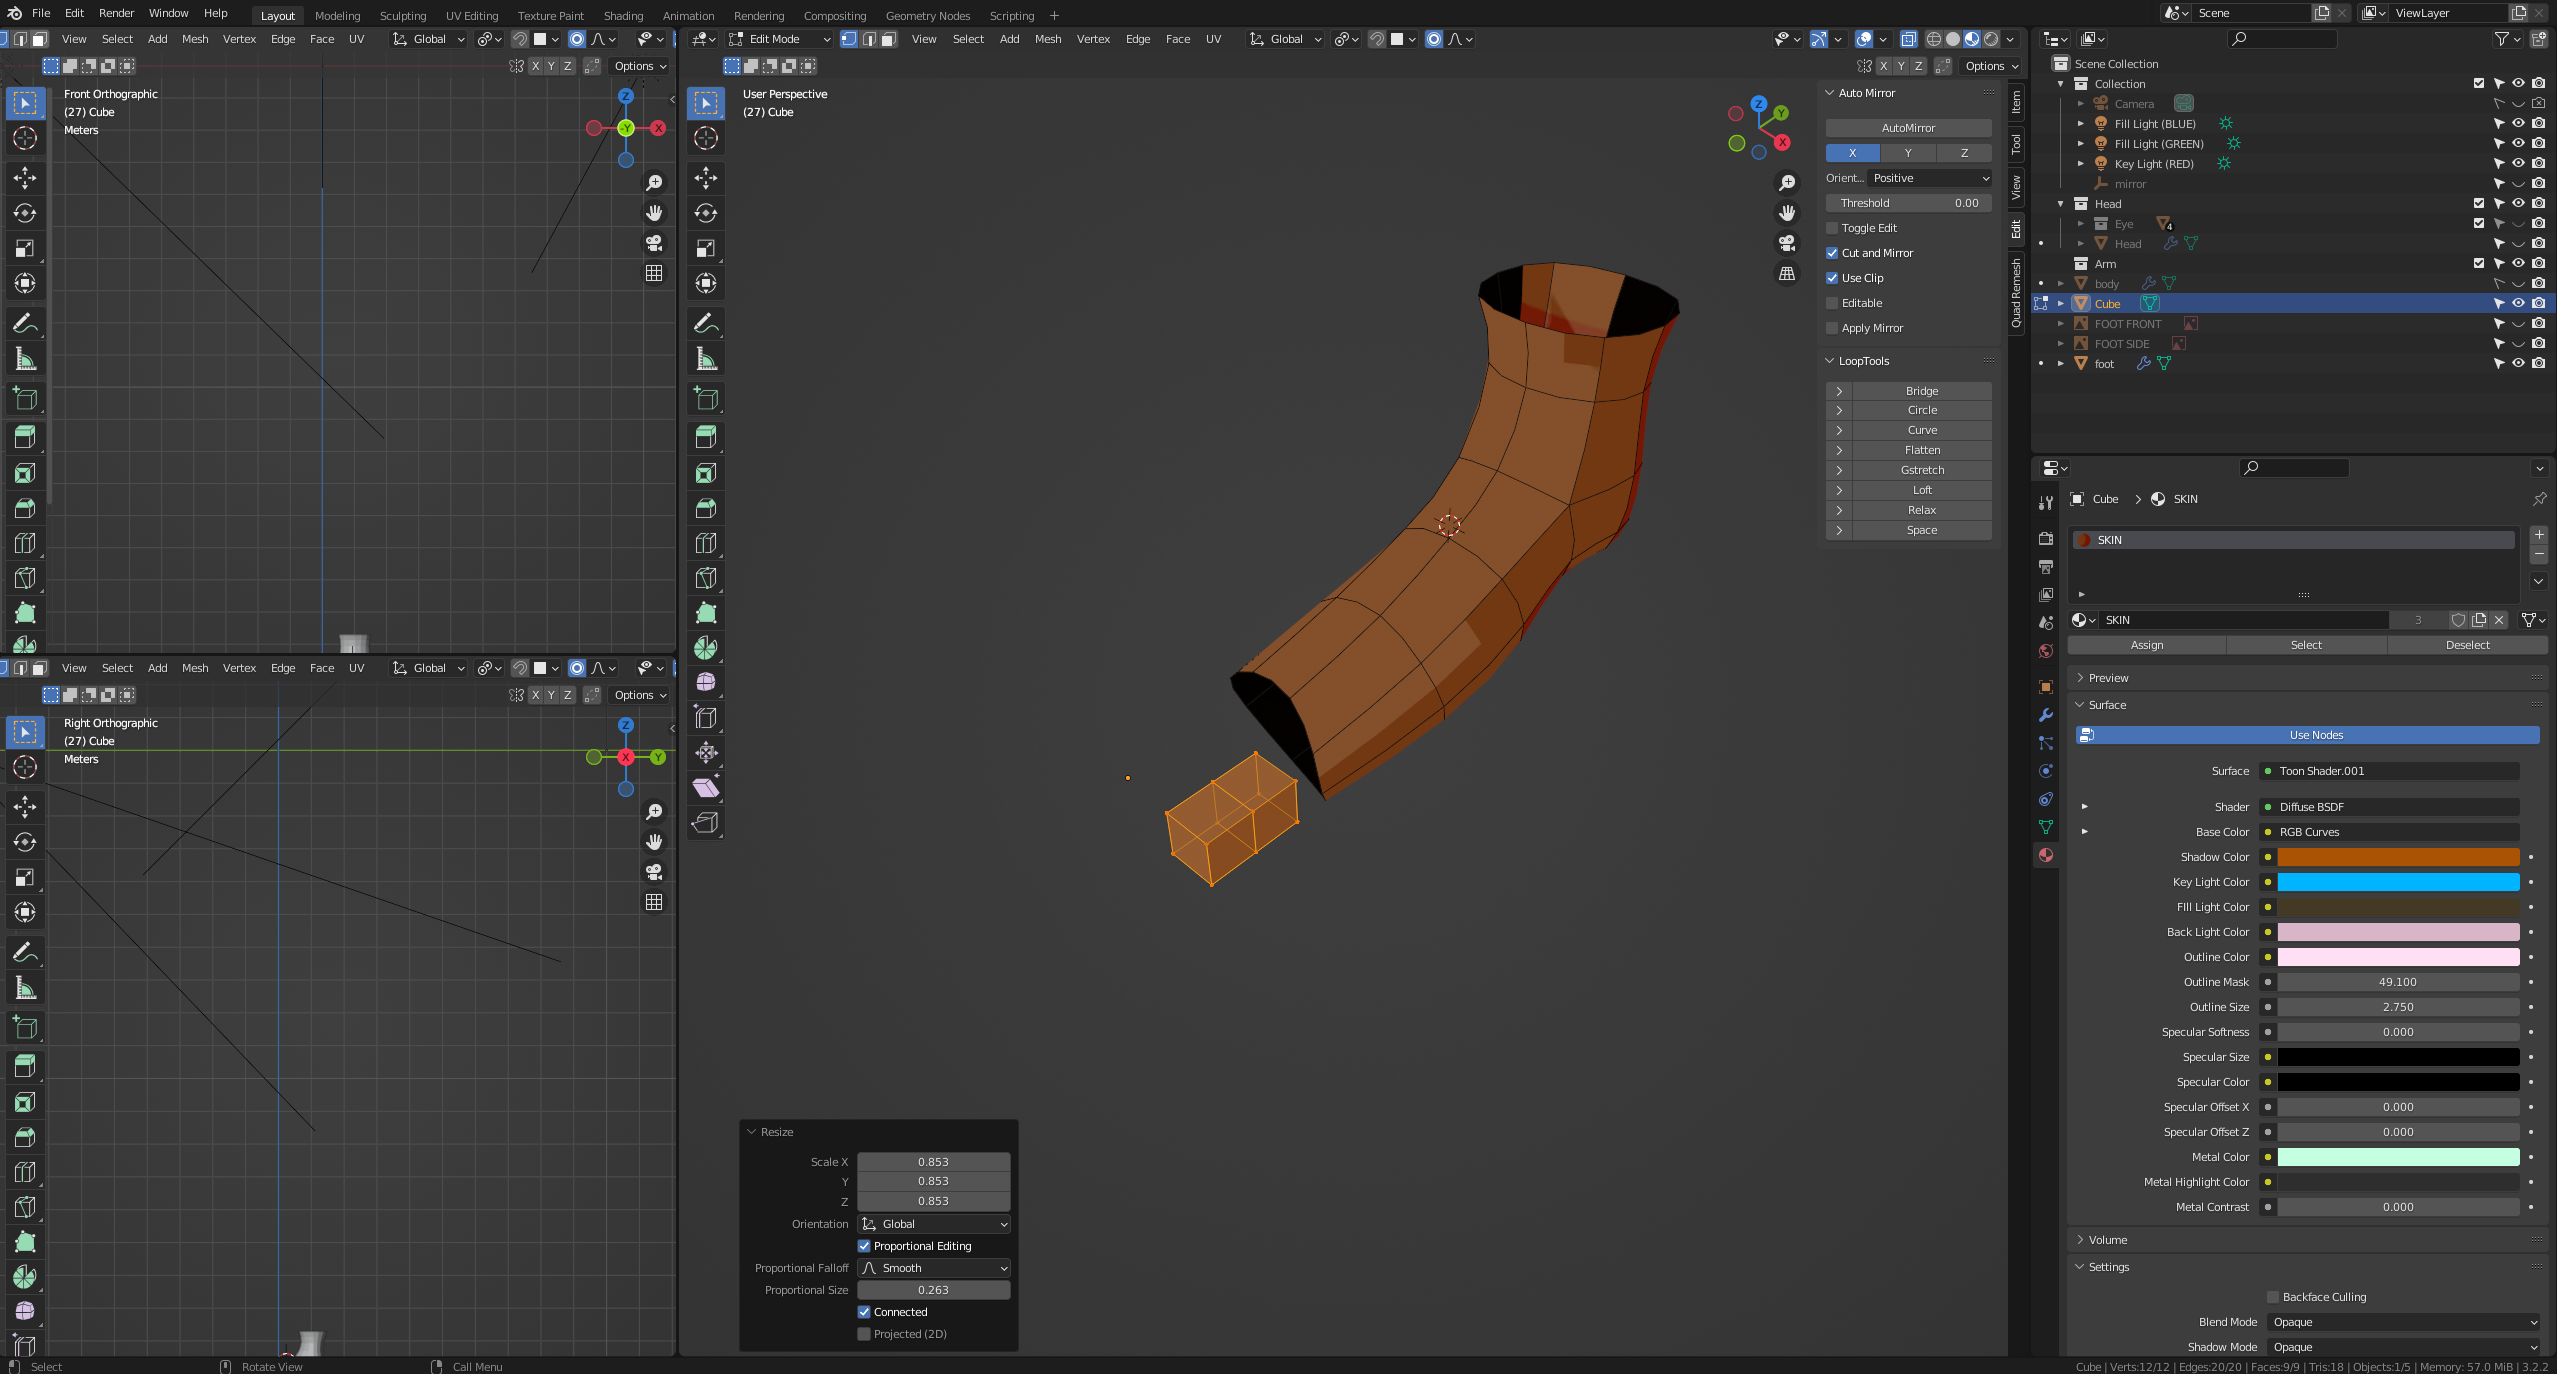 File Edit Render Window Help Layout Modeling Sculpting UV Editing Texture Paint Shading Animation Rendering Compositing Geometry Nodes Scripting + Scene ViewLayer
View Select Add Mesh Vertex Edge Face UV Global
X Y Z Options
Front Orthographic
(27) Cube
Meters
Z
-Y X
View Select Add Mesh Vertex Edge Face UV Global
X Y Z Options
Right Orthographic
(27) Cube
Meters
Z
X Y
Edit Mode View Select Add Mesh Vertex Edge Face UV Global
X Y Z Options
User Perspective
(27) Cube
Z
Y
X
Auto Mirror
AutoMirror
X Y Z
Orient... Positive
Threshold 0.00
Toggle Edit
Cut and Mirror
Use Clip
Editable
Apply Mirror
LoopTools
Bridge
Circle
Curve
Flatten
Gstretch
Loft
Relax
Space
Item
Tool
View
Edit
Quad Remesh
Resize
Scale X 0.853
Y 0.853
Z 0.853
Orientation Global
Proportional Editing
Proportional Falloff Smooth
Proportional Size 0.263
Connected
Projected (2D)
Scene Collection
Collection
Camera
Fill Light (BLUE)
Fill Light (GREEN)
Key Light (RED)
mirror
Head
Eye 4
Head
Arm
body
Cube
FOOT FRONT
FOOT SIDE
foot
Cube > SKIN
SKIN
SKIN 3
Assign Select Deselect
Preview
Surface
Use Nodes
Surface Toon Shader.001
Shader Diffuse BSDF
Base Color RGB Curves
Shadow Color
Key Light Color
FIll Light Color
Back Light Color
Outline Color
Outline Mask 49.100
Outline Size 2.750
Specular Softness 0.000
Specular Size
Specular Color
Specular Offset X 0.000
Specular Offset Z 0.000
Metal Color
Metal Highlight Color
Metal Contrast 0.000
Volume
Settings
Backface Culling
Blend Mode Opaque
Shadow Mode Opaque
Select Rotate View Call Menu Cube | Verts:12/12 | Edges:20/20 | Faces:9/9 | Tris:18 | Objects:1/5 | Memory: 57.0 MiB | 3.2.2